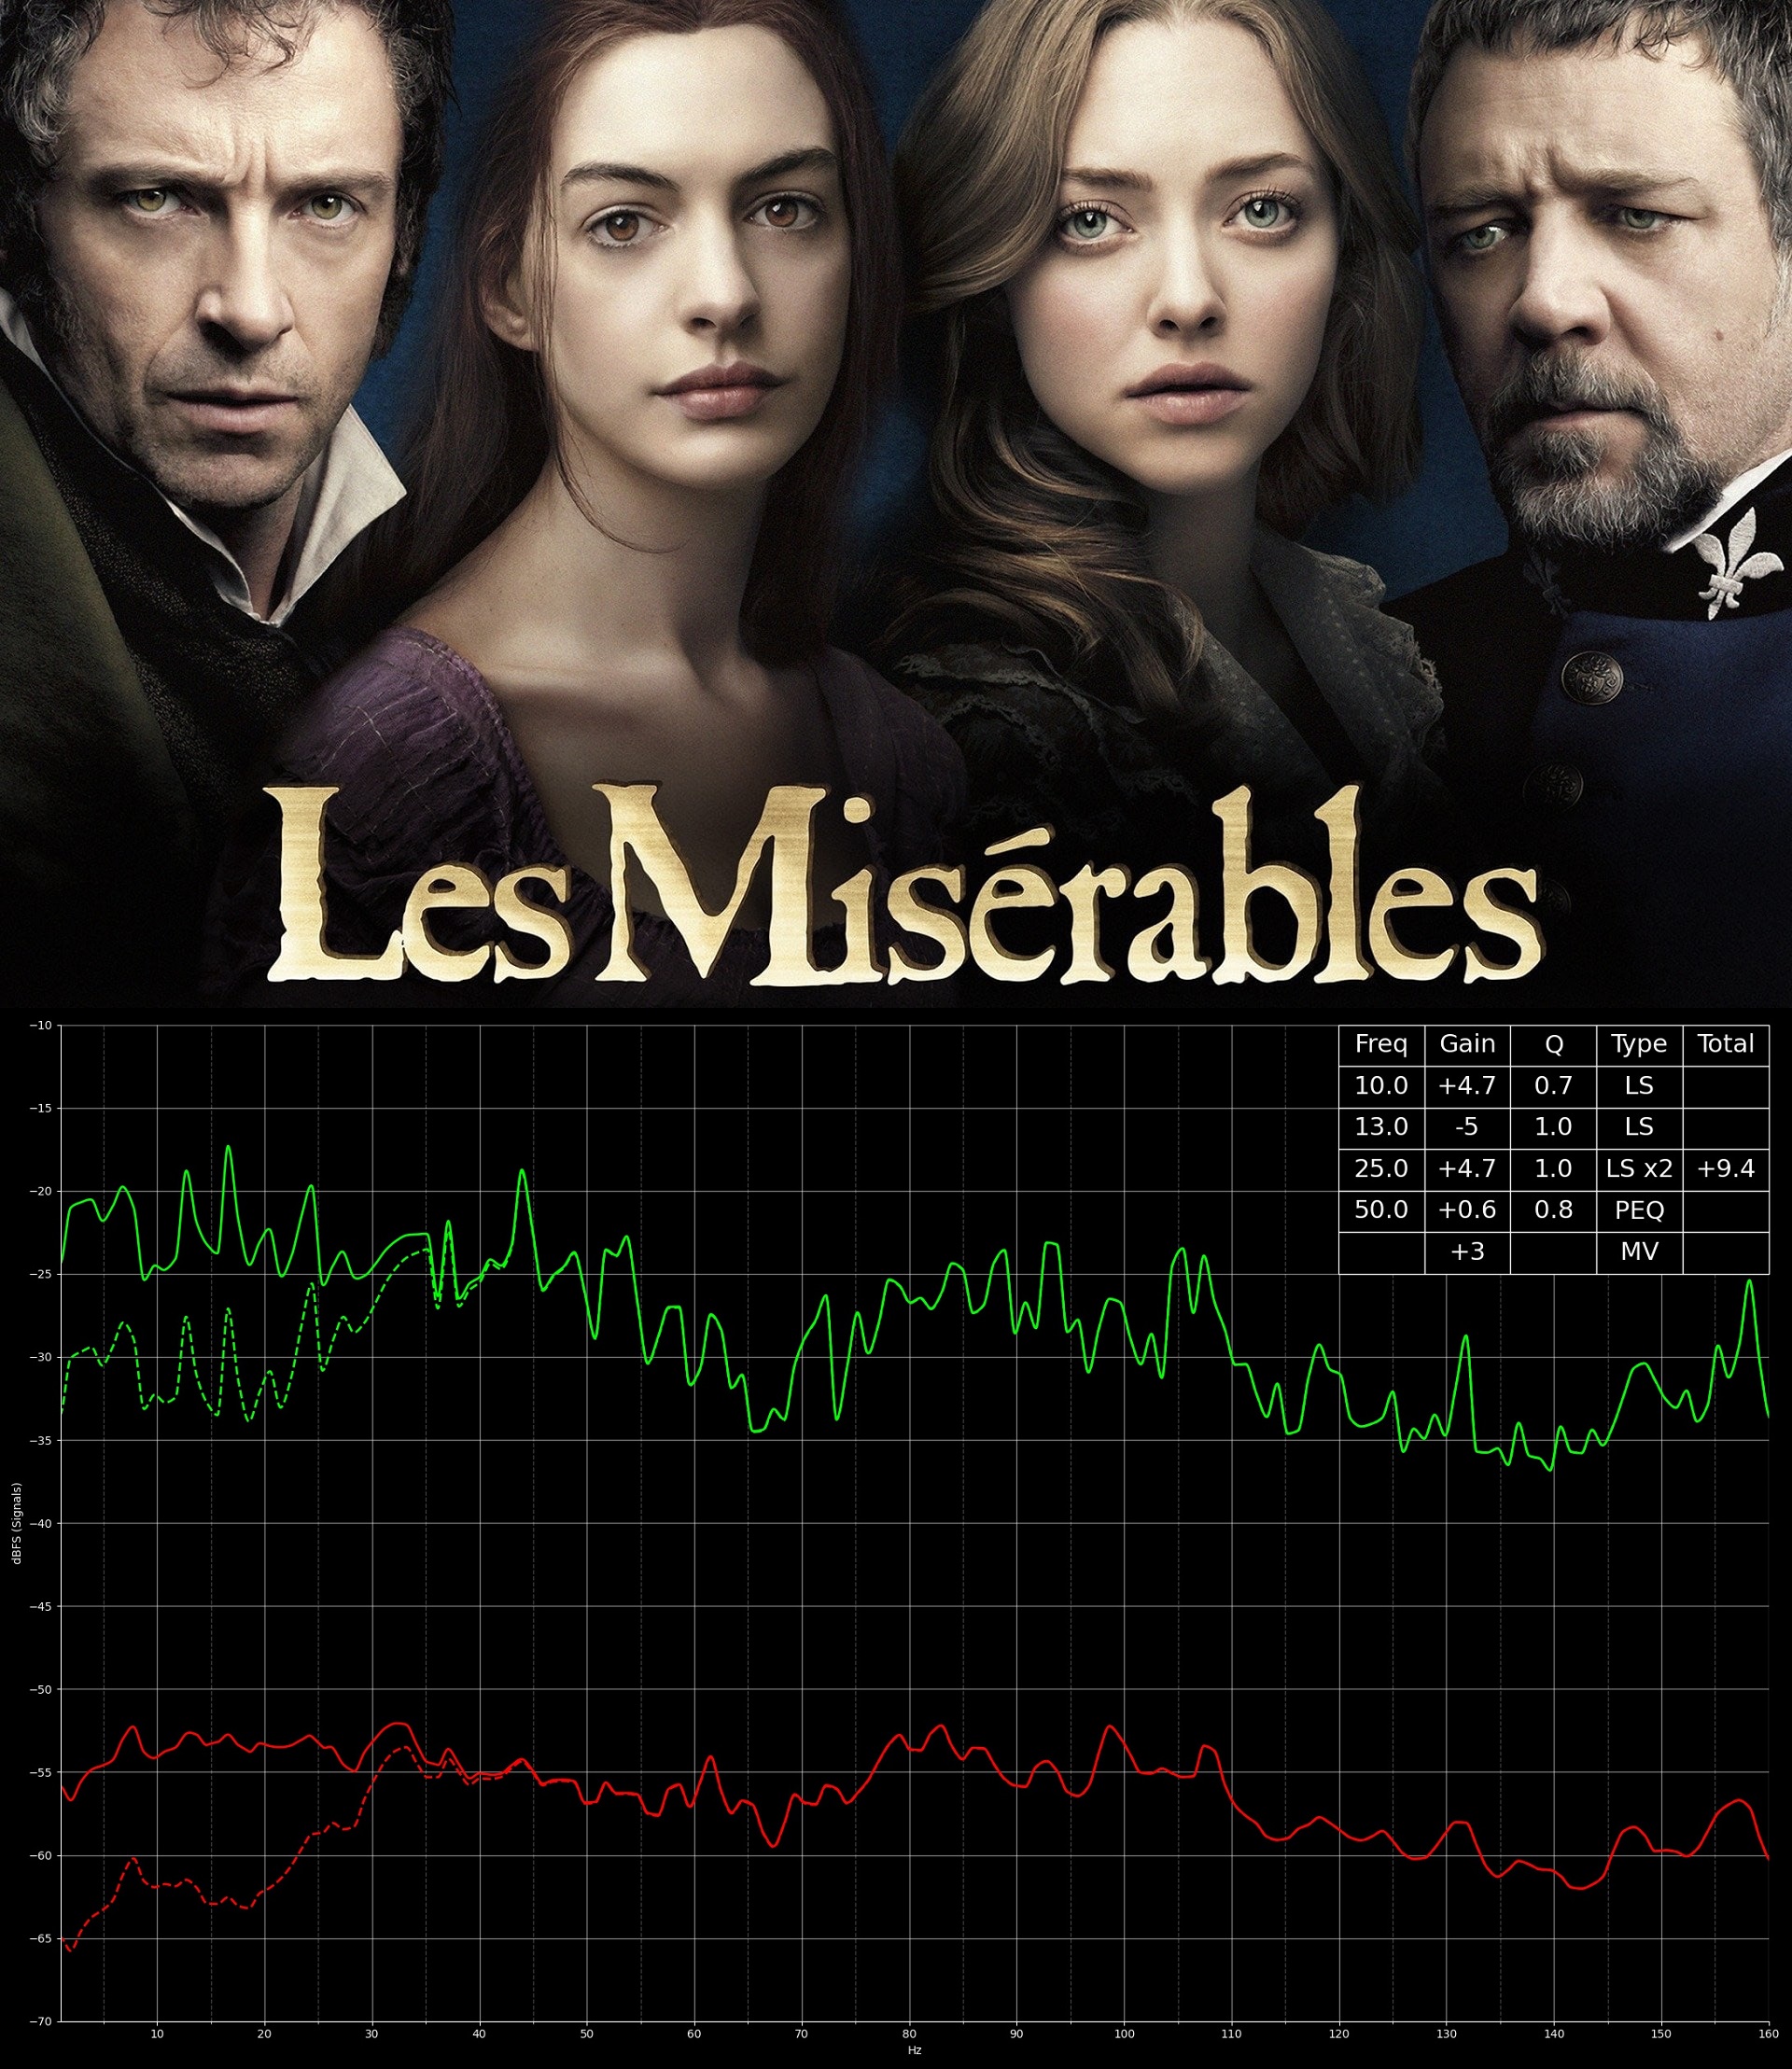 Les Misérables
Freq Gain Q Type Total
10.0 +4.7 0.7 LS
13.0 -5 1.0 LS
25.0 +4.7 1.0 LS x2 +9.4
50.0 +0.6 0.8 PEQ
+3 MV
−10
−15
−20
−25
−30
−35
−40
−45
−50
−55
−60
−65
−70
dBFS (Signals)
10 20 30 40 50 60 70 80 90 100 110 120 130 140 150 160
Hz